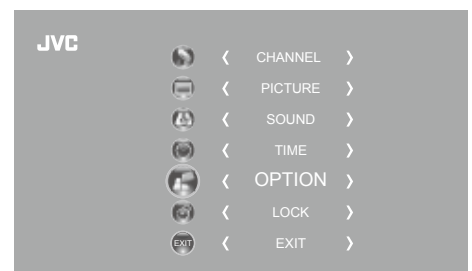 JVC
CHANNEL
PICTURE
SOUND
TIME
OPTION
LOCK
EXIT EXIT